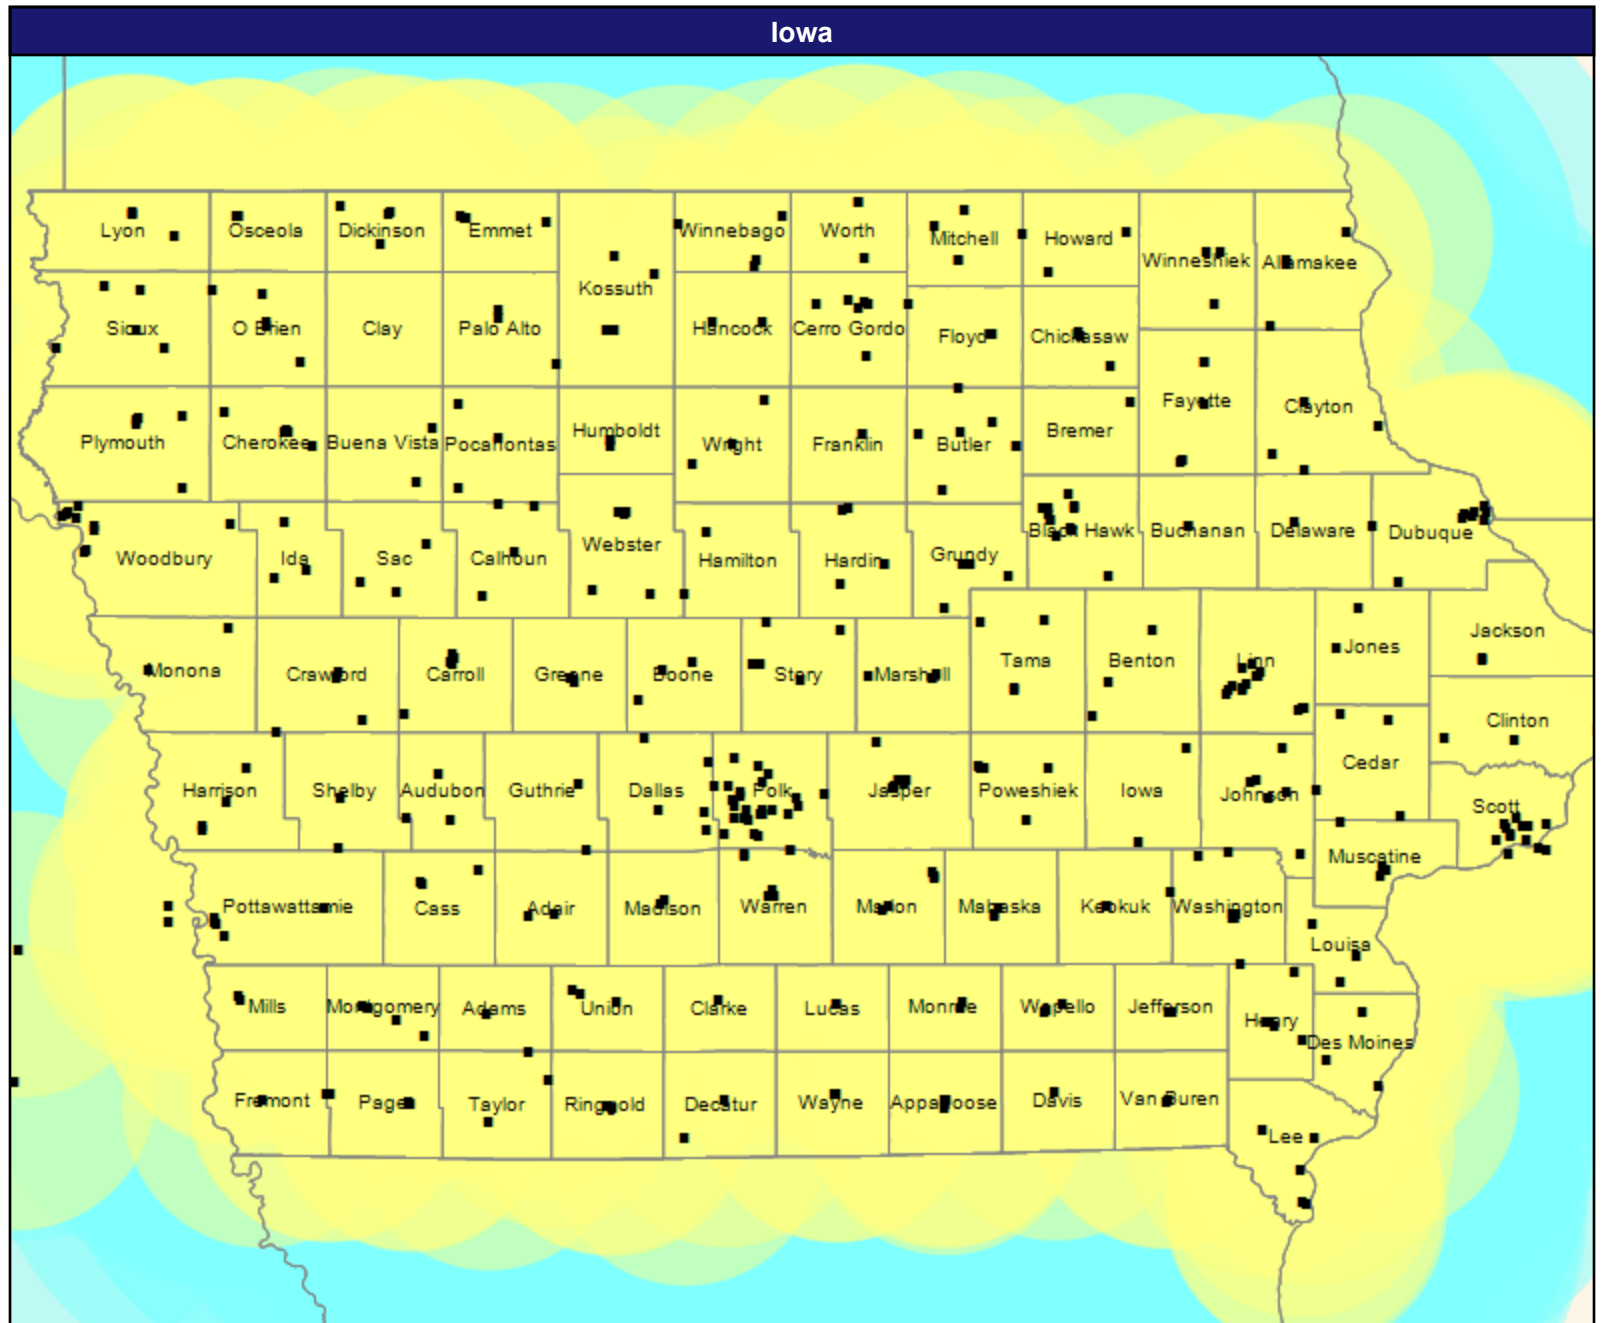 Iowa
Lyon
Osceola
Dickinson
Emmet
Kossuth
Winnebago
Worth
Mitchell
Howard
Winneshiek
Allamakee
Sioux
O Brien
Clay
Palo Alto
Hancock
Cerro Gordo
Floyd
Chickasaw
Fayette
Clayton
Plymouth
Cherokee
Buena Vista
Pocahontas
Humboldt
Wright
Franklin
Butler
Bremer
Woodbury
Ida
Sac
Calhoun
Webster
Hamilton
Hardin
Grundy
Black Hawk
Buchanan
Delaware
Dubuque
Monona
Crawford
Carroll
Greene
Boone
Story
Marshall
Tama
Benton
Linn
Jones
Jackson
Clinton
Harrison
Shelby
Audubon
Guthrie
Dallas
Polk
Jasper
Poweshiek
Iowa
Johnson
Cedar
Scott
Muscatine
Pottawattamie
Cass
Adair
Madison
Warren
Marion
Mahaska
Keokuk
Washington
Louisa
Mills
Montgomery
Adams
Union
Clarke
Lucas
Monroe
Wapello
Jefferson
Henry
Des Moines
Fremont
Page
Taylor
Ringgold
Decatur
Wayne
Appanoose
Davis
Van Buren
Lee